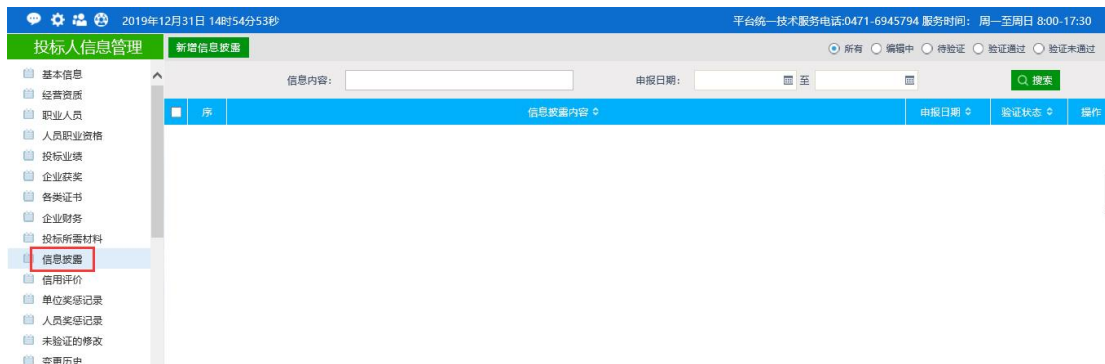 2019年12月31日 14时54分53秒 平台统一技术服务电话:0471-6945794 服务时间： 周一至周日 8:00-17:30
投标人信息管理 新增信息披露 所有 编辑中 待验证 验证通过 验证未通过
基本信息
信息内容: 申报日期: 至 搜索
经营资质
职业人员 序 信息披露内容 申报日期 验证状态 操作
人员职业资格
投标业绩
企业获奖
各类证书
企业财务
投标所需材料
信息披露
信用评价
单位奖惩记录
人员奖惩记录
未验证的修改
变更历史